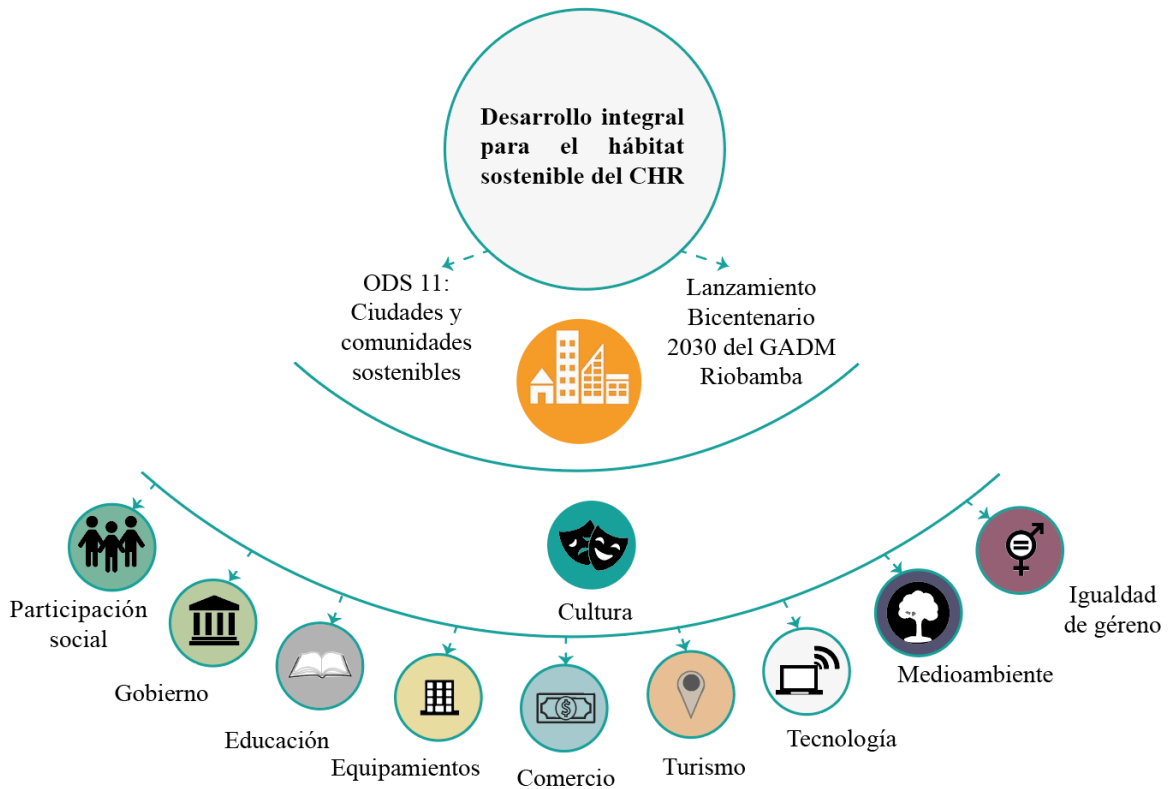 Desarrollo integral
para el hábitat
sostenible del CHR
ODS 11:
Ciudades y
comunidades
sostenibles
Lanzamiento
Bicentenario
2030 del GADM
Riobamba
Cultura
Participación
social
Gobierno
Educación
Equipamientos
Comercio
Turismo
Tecnología
Medioambiente
Igualdad
de géreno